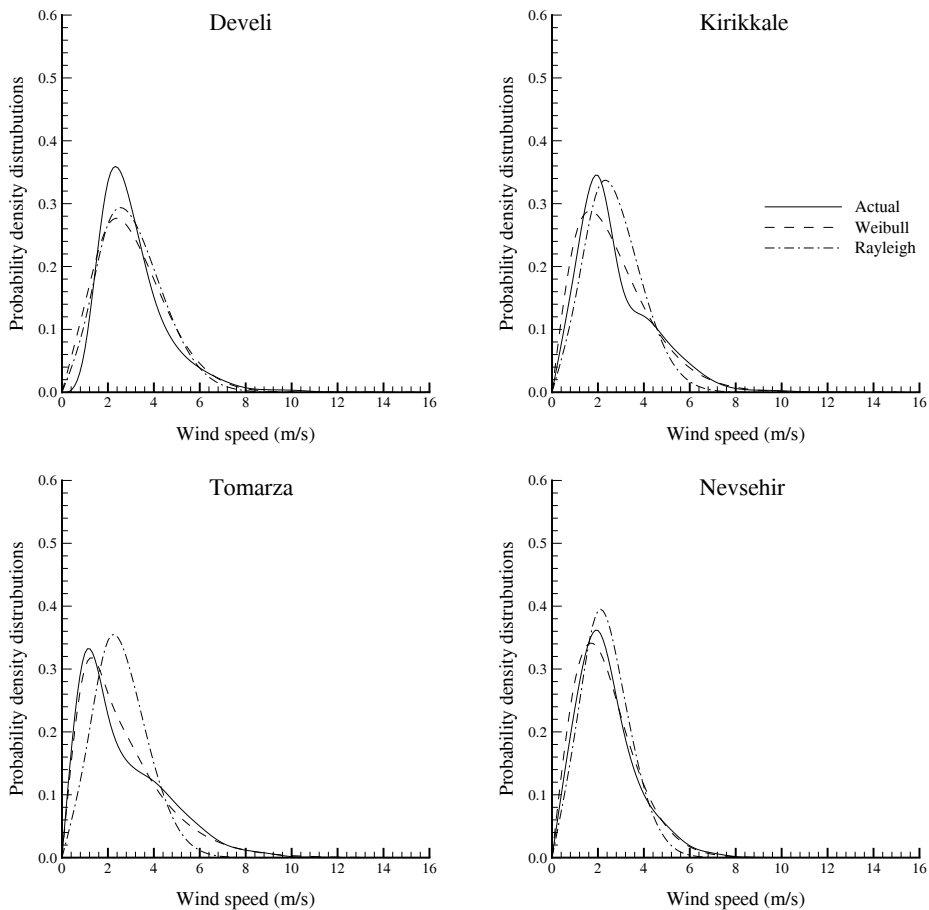 Develi
Probability density distrubutions
0.6
0.5
0.4
0.3
0.2
0.1
0.0
0 2 4 6 8 10 12 14 16
Wind speed (m/s)
Kirikkale
Probability density distrubutions
0.6
0.5
0.4
0.3
0.2
0.1
0.0
0 2 4 6 8 10 12 14 16
Wind speed (m/s)
Actual
Weibull
Rayleigh
Tomarza
Probability density distrubutions
0.6
0.5
0.4
0.3
0.2
0.1
0.0
0 2 4 6 8 10 12 14 16
Wind speed (m/s)
Nevsehir
Probability density distrubutions
0.6
0.5
0.4
0.3
0.2
0.1
0.0
0 2 4 6 8 10 12 14 16
Wind speed (m/s)